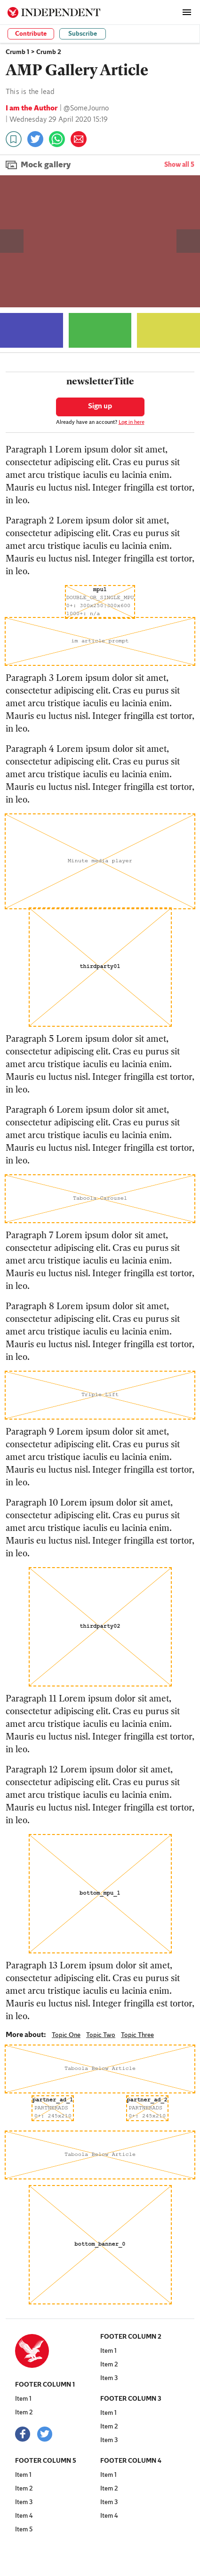 INDEPENDENT
Contribute
Subscribe
Crumb 1 > Crumb 2
AMP Gallery Article
This is the lead
I am the Author | @SomeJourno
| Wednesday 29 April 2020 15:19
Mock gallery
Show all 5
newsletterTitle
Sign up
Already have an account? Log in here
Paragraph 1 Lorem ipsum dolor sit amet,
consectetur adipiscing elit. Cras eu purus sit
amet arcu tristique iaculis eu lacinia enim.
Mauris eu luctus nisl. Integer fringilla est tortor,
in leo.
Paragraph 2 Lorem ipsum dolor sit amet,
consectetur adipiscing elit. Cras eu purus sit
amet arcu tristique iaculis eu lacinia enim.
Mauris eu luctus nisl. Integer fringilla est tortor,
in leo.
mpu1
DOUBLE_OR_SINGLE_MPU
0+: 300x250|300x600
1000+: n/a
im article prompt
Paragraph 3 Lorem ipsum dolor sit amet,
consectetur adipiscing elit. Cras eu purus sit
amet arcu tristique iaculis eu lacinia enim.
Mauris eu luctus nisl. Integer fringilla est tortor,
in leo.
Paragraph 4 Lorem ipsum dolor sit amet,
consectetur adipiscing elit. Cras eu purus sit
amet arcu tristique iaculis eu lacinia enim.
Mauris eu luctus nisl. Integer fringilla est tortor,
in leo.
Minute media player
thirdparty01
Paragraph 5 Lorem ipsum dolor sit amet,
consectetur adipiscing elit. Cras eu purus sit
amet arcu tristique iaculis eu lacinia enim.
Mauris eu luctus nisl. Integer fringilla est tortor,
in leo.
Paragraph 6 Lorem ipsum dolor sit amet,
consectetur adipiscing elit. Cras eu purus sit
amet arcu tristique iaculis eu lacinia enim.
Mauris eu luctus nisl. Integer fringilla est tortor,
in leo.
Taboola Carousel
Paragraph 7 Lorem ipsum dolor sit amet,
consectetur adipiscing elit. Cras eu purus sit
amet arcu tristique iaculis eu lacinia enim.
Mauris eu luctus nisl. Integer fringilla est tortor,
in leo.
Paragraph 8 Lorem ipsum dolor sit amet,
consectetur adipiscing elit. Cras eu purus sit
amet arcu tristique iaculis eu lacinia enim.
Mauris eu luctus nisl. Integer fringilla est tortor,
in leo.
Triple Lift
Paragraph 9 Lorem ipsum dolor sit amet,
consectetur adipiscing elit. Cras eu purus sit
amet arcu tristique iaculis eu lacinia enim.
Mauris eu luctus nisl. Integer fringilla est tortor,
in leo.
Paragraph 10 Lorem ipsum dolor sit amet,
consectetur adipiscing elit. Cras eu purus sit
amet arcu tristique iaculis eu lacinia enim.
Mauris eu luctus nisl. Integer fringilla est tortor,
in leo.
thirdparty02
Paragraph 11 Lorem ipsum dolor sit amet,
consectetur adipiscing elit. Cras eu purus sit
amet arcu tristique iaculis eu lacinia enim.
Mauris eu luctus nisl. Integer fringilla est tortor,
in leo.
Paragraph 12 Lorem ipsum dolor sit amet,
consectetur adipiscing elit. Cras eu purus sit
amet arcu tristique iaculis eu lacinia enim.
Mauris eu luctus nisl. Integer fringilla est tortor,
in leo.
bottom_mpu_1
Paragraph 13 Lorem ipsum dolor sit amet,
consectetur adipiscing elit. Cras eu purus sit
amet arcu tristique iaculis eu lacinia enim.
Mauris eu luctus nisl. Integer fringilla est tortor,
in leo.
More about: Topic One Topic Two Topic Three
Taboola Below Article
partner_ad_1
PARTNERADS
0+: 245x218
partner_ad_2
PARTNERADS
0+: 245x218
Taboola Below Article
bottom_banner_0
FOOTER COLUMN 1
Item 1
Item 2
FOOTER COLUMN 2
Item 1
Item 2
Item 3
FOOTER COLUMN 3
Item 1
Item 2
Item 3
FOOTER COLUMN 5
Item 1
Item 2
Item 3
Item 4
Item 5
FOOTER COLUMN 4
Item 1
Item 2
Item 3
Item 4